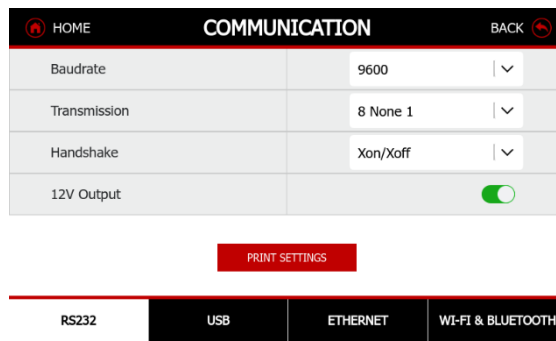 HOME COMMUNICATION BACK
Baudrate 9600
Transmission 8 None 1
Handshake Xon/Xoff
12V Output
PRINT SETTINGS
RS232 USB ETHERNET WI-FI & BLUETOOTH